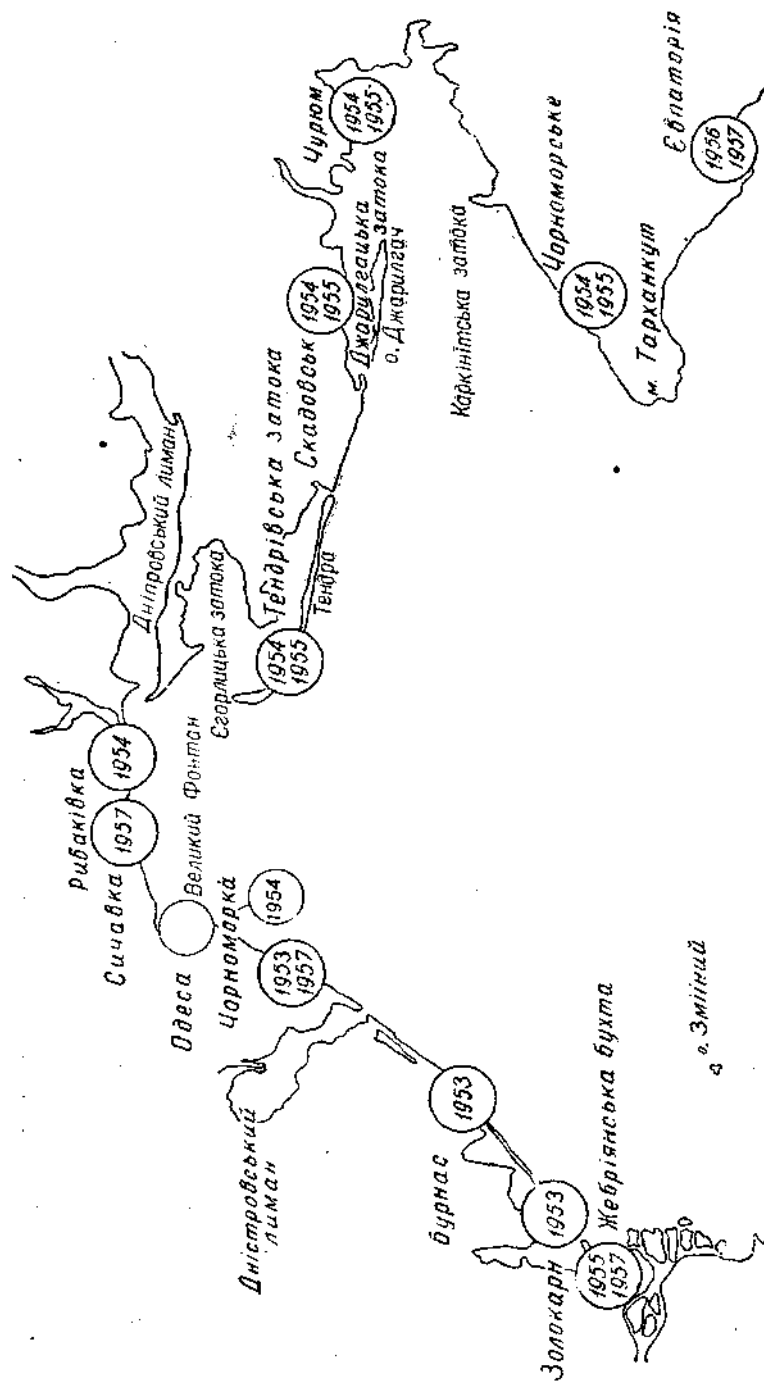 Рибаківка
1954
Сичавка
1957
Одеса
Великий Фонтан
Чорноморка
1954
1953
1957
Дністровський
лиман
Бурнас
1953
Золокари
1953
1955
1957
Жебріянська бухта
о. Зміїний
Дніпровський лиман
Єгорлицька затока
Тендрівська затока
1954
1955
Тендра
Скадовськ
1954
1955
Джарилгацька
затока
о. Джарилгач
Чурюм
1954
1955
Каркінітська затока
Чорноморське
1954
1955
м. Тарханкут
Євпаторія
1956
1957